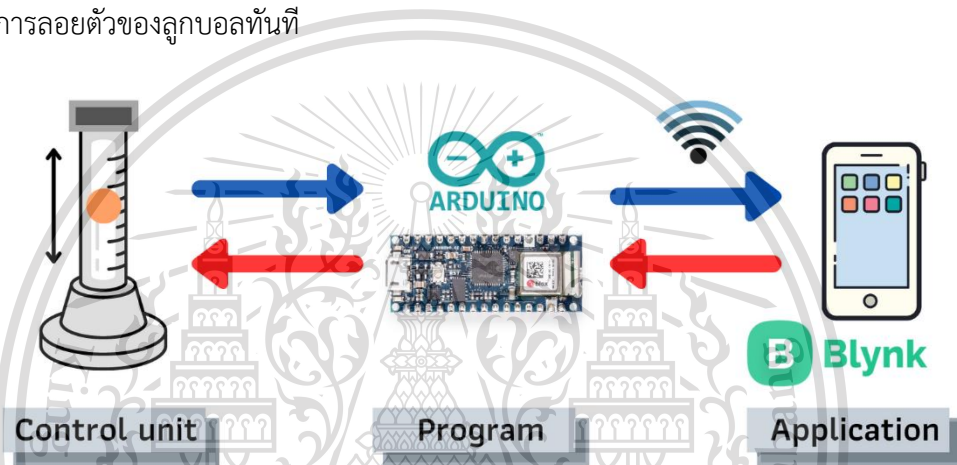 การลอยตัวของลูกบอลทันที
ARDUINO
B Blynk
Control unit
Program
Application